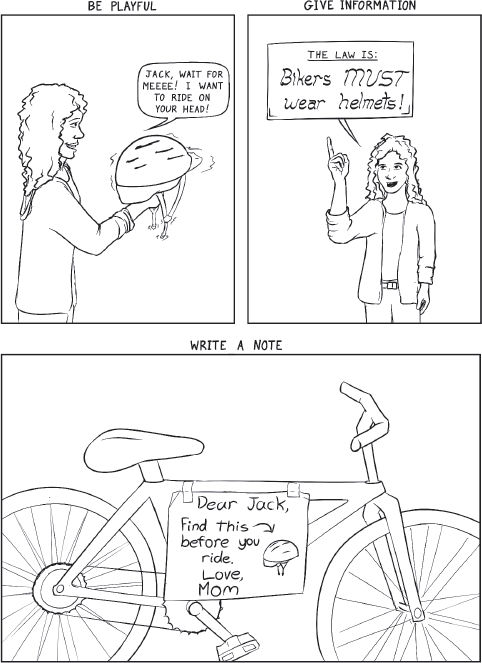 BE PLAYFUL
JACK, WAIT FOR
MEEEE! I WANT
TO RIDE ON
YOUR HEAD!
GIVE INFORMATION
THE LAW IS:
Bikers MUST
wear helmets!
WRITE A NOTE
Dear Jack,
Find this
before you
ride.
Love,
Mom